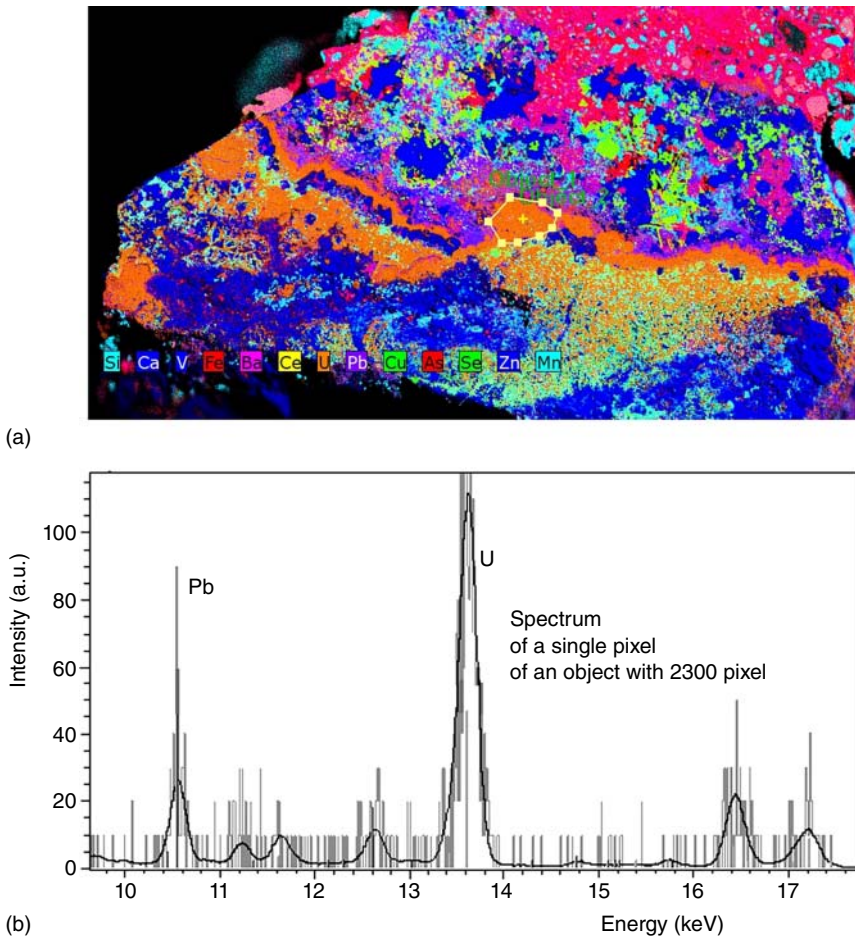 Si Ca V Fe Ba Ce U Pb Cu As Se Zn Mn
(a)
100
80
60
40
20
0
Intensity (a.u.)
Pb
U
Spectrum
of a single pixel
of an object with 2300 pixel
10 11 12 13 14 15 16 17
Energy (keV)
(b)